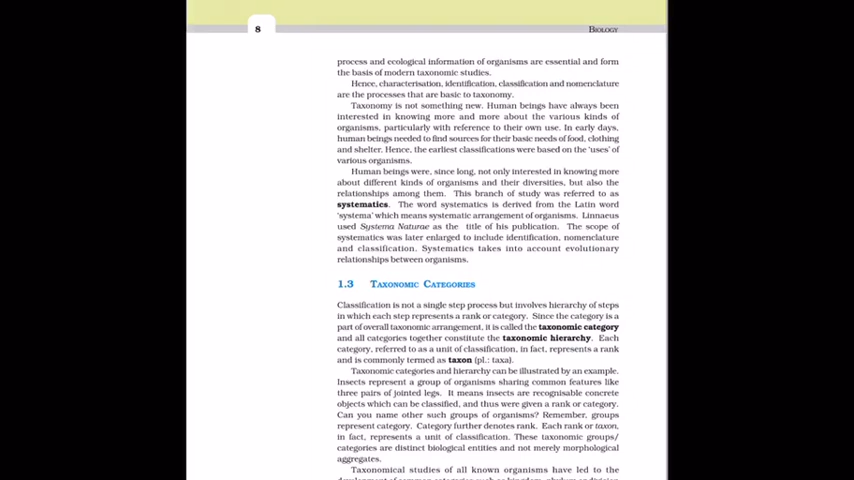 8
BIOLOGY
process and ecological information of organisms are essential and form
the basis of modern taxonomic studies.
Hence, characterisation, identification, classification and nomenclature
are the processes that are basic to taxonomy.
Taxonomy is not something new. Human beings have always been
interested in knowing more and more about the various kinds of
organisms, particularly with reference to their own use. In early days,
human beings needed to find sources for their basic needs of food, clothing
and shelter. Hence, the earliest classifications were based on the 'uses' of
various organisms.
Human beings were, since long, not only interested in knowing more
about different kinds of organisms and their diversities, but also the
relationships among them. This branch of study was referred to as
systematics. The word systematics is derived from the Latin word
'systema' which means systematic arrangement of organisms. Linnaeus
used Systema Naturae as the title of his publication. The scope of
systematics was later enlarged to include identification, nomenclature
and classification. Systematics takes into account evolutionary
relationships between organisms.
1.3 TAXONOMIC CATEGORIES
Classification is not a single step process but involves hierarchy of steps
in which each step represents a rank or category. Since the category is a
part of overall taxonomic arrangement, it is called the taxonomic category
and all categories together constitute the taxonomic hierarchy. Each
category, referred to as a unit of classification, in fact, represents a rank
and is commonly termed as taxon (pl.: taxa).
Taxonomic categories and hierarchy can be illustrated by an example.
Insects represent a group of organisms sharing common features like
three pairs of jointed legs. It means insects are recognisable concrete
objects which can be classified, and thus were given a rank or category.
Can you name other such groups of organisms? Remember, groups
represent category. Category further denotes rank. Each rank or taxon,
in fact, represents a unit of classification. These taxonomic groups/
categories are distinct biological entities and not merely morphological
aggregates.
Taxonomical studies of all known organisms have led to the